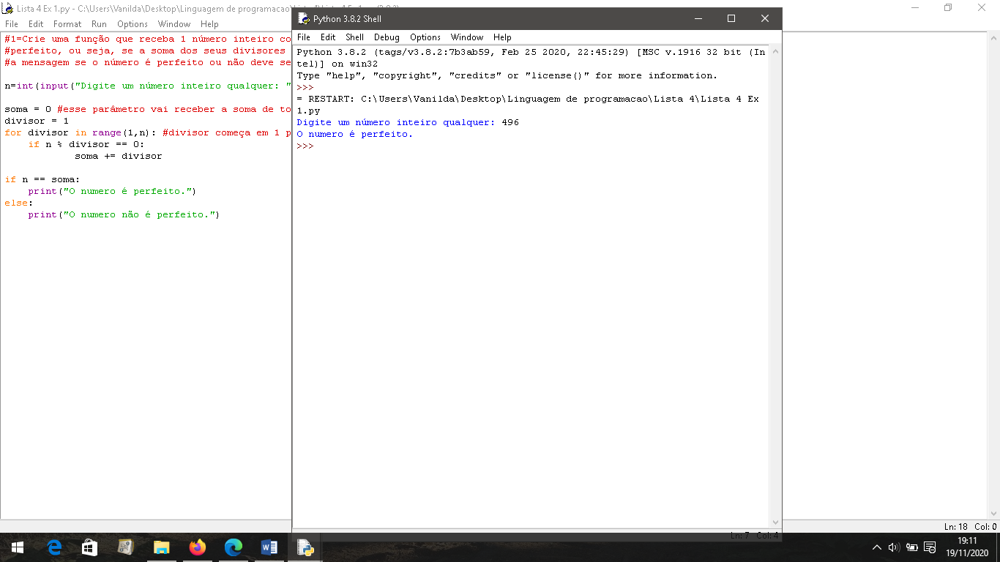 Lista 4 Ex 1.py - C:\Users\Vanilda\Desktop\Linguagem de programacao\
File Edit Format Run Options Window Help
#1=Crie uma função que receba 1 número inteiro
#perfeito, ou seja, se a soma dos seus divisores
#a mensagem se o número é perfeito ou não deve
n=int(input("Digite um número inteiro qualquer: "
soma = 0 #esse parâmetro vai receber a soma de
divisor = 1
for divisor in range(1,n): #divisor começa em 1
if n % divisor == 0:
soma += divisor
if n == soma:
print("O numero é perfeito.")
else:
print("O numero não é perfeito.")
Ln: 18 Col: 0
Python 3.8.2 Shell
File Edit Shell Debug Options Window Help
Python 3.8.2 (tags/v3.8.2:7b3ab59, Feb 25 2020, 22:45:29) [MSC v.1916 32 bit (In
tel)] on win32
Type "help", "copyright", "credits" or "license()" for more information.
>>>
= RESTART: C:\Users\Vanilda\Desktop\Linguagem de programacao\Lista 4\Lista 4 Ex
1.py
Digite um número inteiro qualquer: 496
O numero é perfeito.
>>>
Ln: 7 Col: 4
19:11
19/11/2020